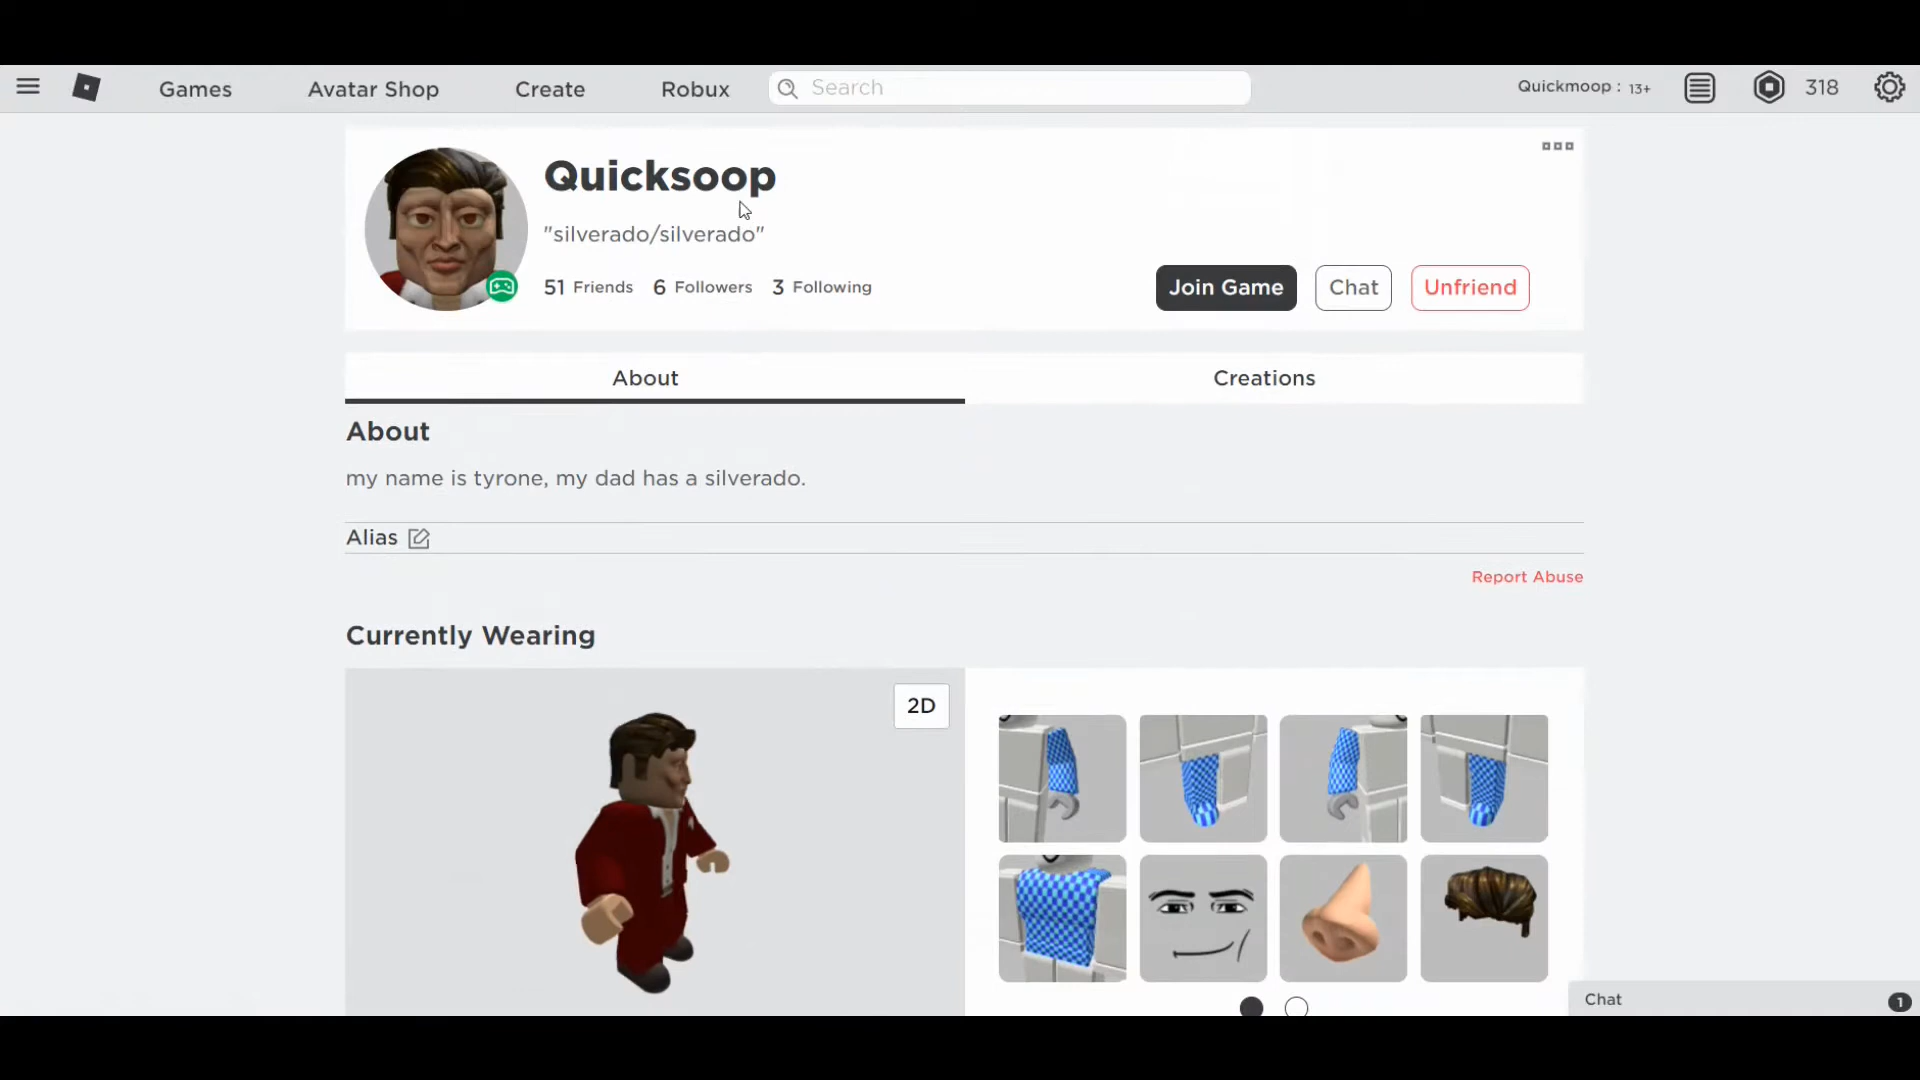 Games Avatar Shop Create Robux Search Quickmoop : 13+ 318
Quicksoop
"silverado/silverado"
51 Friends 6 Followers 3 Following
Join Game Chat Unfriend
About Creations
About
my name is tyrone, my dad has a silverado.
Alias
Report Abuse
Currently Wearing
2D
Chat 1